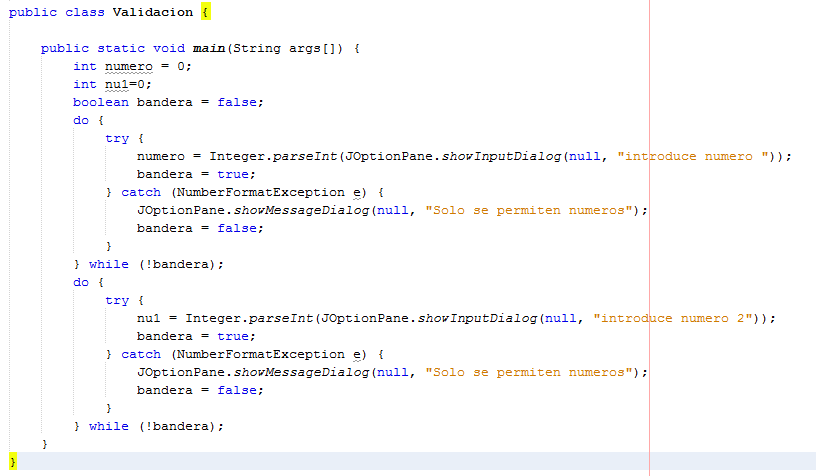 public class Validacion {
public static void main(String args[]) {
int numero = 0;
int nu1=0;
boolean bandera = false;
do {
try {
numero = Integer.parseInt(JOptionPane.showInputDialog(null, "introduce numero "));
bandera = true;
} catch (NumberFormatException e) {
JOptionPane.showMessageDialog(null, "Solo se permiten numeros");
bandera = false;
}
} while (!bandera);
do {
try {
nu1 = Integer.parseInt(JOptionPane.showInputDialog(null, "introduce numero 2"));
bandera = true;
} catch (NumberFormatException e) {
JOptionPane.showMessageDialog(null, "Solo se permiten numeros");
bandera = false;
}
} while (!bandera);
}
}